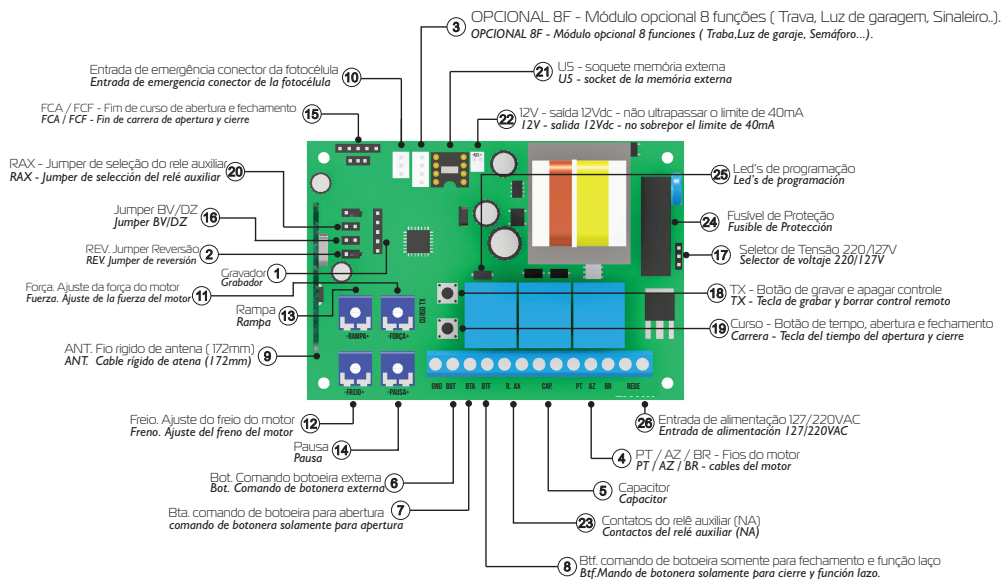 3 OPCIONAL 8F - Módulo opcional 8 funções ( Trava, Luz de garagem, Sinaleiro..).
OPCIONAL 8F - Módulo opcional 8 funciones ( Traba,Luz de garaje, Semáforo...).
Entrada de emergência conector da fotocélula
Entrada de emergencia conector de la fotocélula
10
21 U5 - soquete memória externa
U5 - socket de la memória externa
FCA / FCF - Fim de curso de abertura e fechamento
FCA / FCF - Fin de carrera de apertura y cierre
15
22 12V - saída 12Vdc - não ultrapassar o limite de 40mA
12V - salida 12Vdc - no sobrepor el limite de 40mA
RAX - Jumper de seleção do rele auxiliar
RAX - Jumper de selección del relé auxiliar
20
25 Led's de programação
Led's de programación
Jumper BV/DZ
Jumper BV/DZ
16
24 Fusível de Proteção
Fusible de Protección
REV. Jumper Reversão
REV. Jumper de reversión
2
17 Seletor de Tensão 220/127V
Selector de voltaje 220/127V
Gravador
Grabador
1
Força. Ajuste da força do motor
Fuerza. Ajuste de la fuerza del motor
11
18 TX - Botão de gravar e apagar controle
TX - Tecla de grabar y borrar control remoto
Rampa
Rampa
13
19 Curso - Botão de tempo, abertura e fechamento
Carrera - Tecla del tiempo del apertura y cierre
CURSO TX
-RAMPA+ -FORÇA+
ANT. Fio rigido de antena ( 172mm)
ANT. Cable rígido de atena (172mm)
9
-FREIO+ -PAUSA+
GND BOT BTA BTF R. AX CAP. PT AZ BR REDE
Freio. Ajuste do freio do motor
Freno. Ajuste del freno del motor
12
26 Entrada de alimentação 127/220VAC
Entrada de alimentación 127/220VAC
Pausa
Pausa
14
4 PT / AZ / BR - Fios do motor
PT / AZ / BR - cables del motor
Bot. Comando botoeira externa
Bot. Comando de botonera externa
6
5 Capacitor
Capacitor
Bta. comando de botoeira para abertura
comando de botonera solamente para apertura
7
23 Contatos do relê auxiliar (NA)
Contactos del relé auxiliar (NA)
8 Btf. comando de botoeira somente para fechamento e função laço
Btf.Mando de botonera solamente para cierre y función lazo.